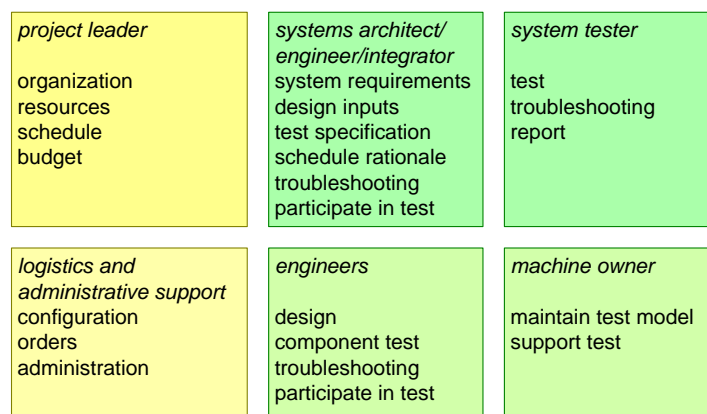 project leader
organization
resources
schedule
budget
systems architect/
engineer/integrator
system requirements
design inputs
test specification
schedule rationale
troubleshooting
participate in test
system tester
test
troubleshooting
report
logistics and
administrative support
configuration
orders
administration
engineers
design
component test
troubleshooting
participate in test
machine owner
maintain test model
support test